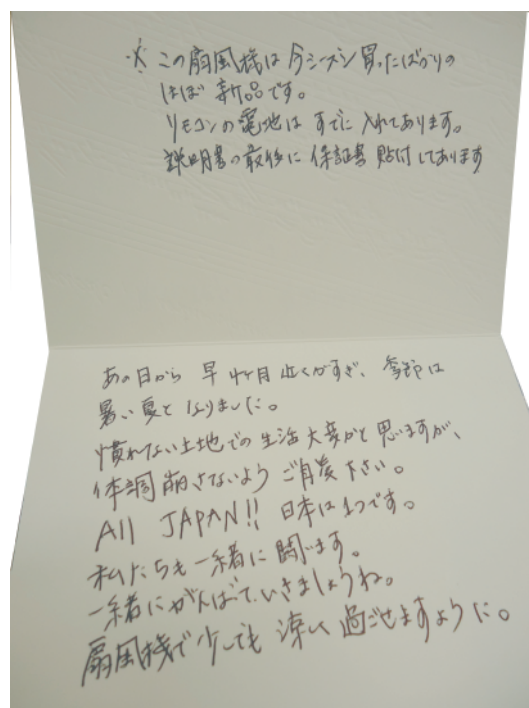 ※この扇風機は今シーズン買ったばかりの
ほぼ新品です。
リモコンの電池はすでに入れてあります。
説明書の最後に保証書貼付してあります
あの日から 早4ヶ月近くがすぎ、季節は
暑い夏となりました。
慣れない土地での生活大変かと思いますが、
体調崩さないようご自愛下さい。
All JAPAN!! 日本は1つです。
私たちも一緒に闘います。
一緒にがんばっていきましょうね。
扇風機で少しでも涼しく過ごせますように。